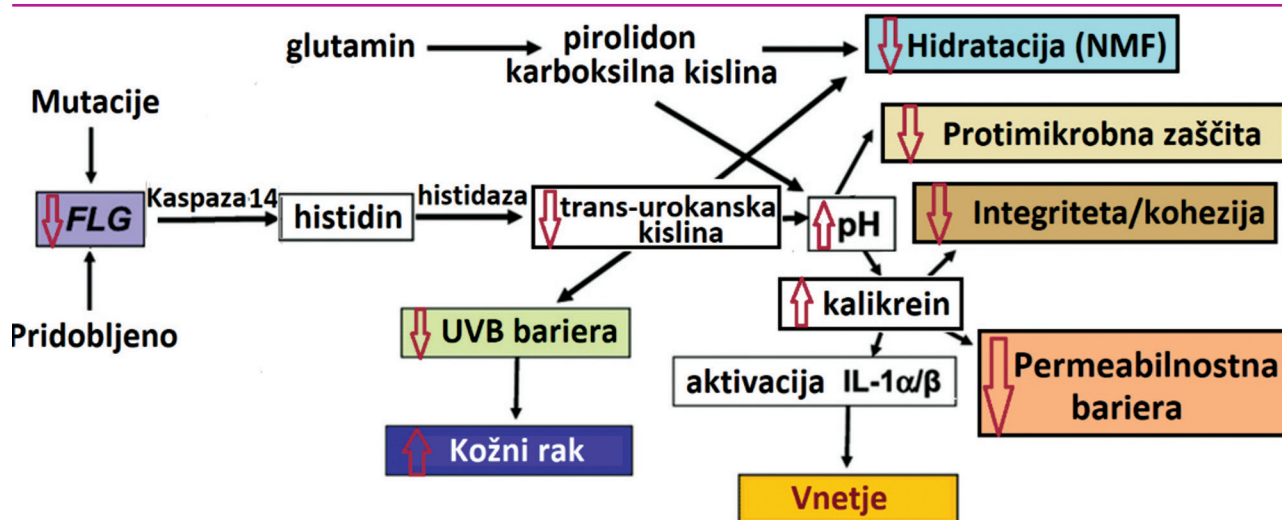 glutamin
pirolidon
karboksilna kislina
Hidratacija (NMF)
Mutacije
Protimikrobna zaščita
FLG
Kaspaza 14
histidin
histidaza
trans-urokanska
kislina
pH
Integriteta/kohezija
kalikrein
Pridobljeno
UVB bariera
aktivacija IL-1α/β
Permeabilnostna
bariera
Kožni rak
Vnetje